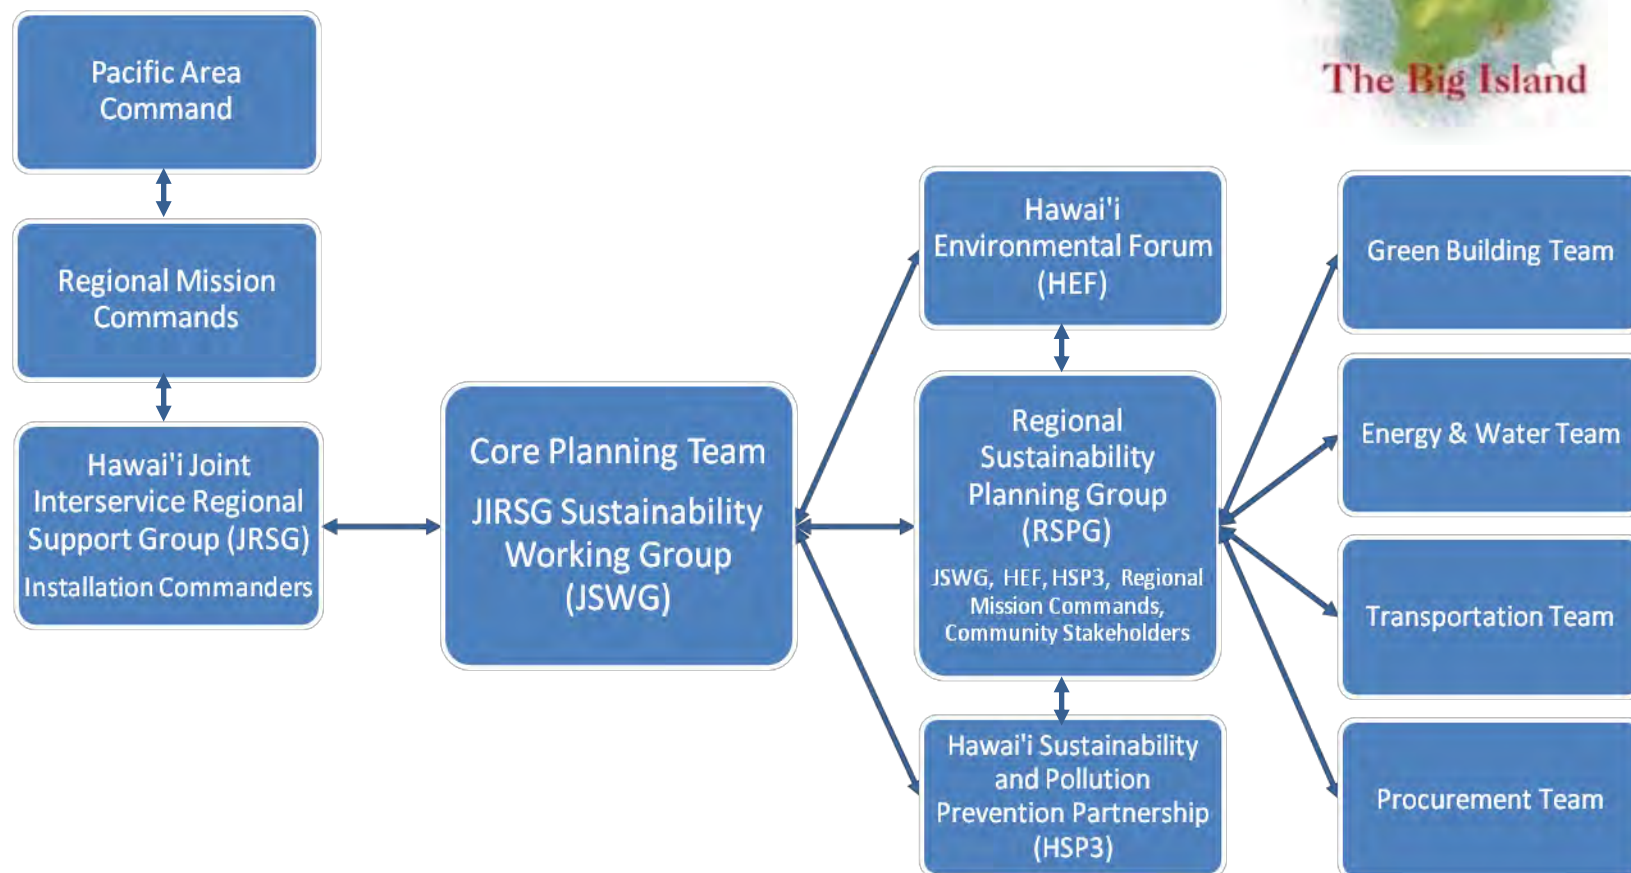 The Big Island
Pacific Area
Command
Regional Mission
Commands
Hawai'i Joint
Interservice Regional
Support Group (JRSG)
Installation Commanders
Core Planning Team
JIRSG Sustainability
Working Group
(JSWG)
Hawai'i
Environmental Forum
(HEF)
Regional
Sustainability
Planning Group
(RSPG)
JSWG, HEF, HSP3, Regional
Mission Commands,
Community Stakeholders
Hawai'i Sustainability
and Pollution
Prevention Partnership
(HSP3)
Green Building Team
Energy & Water Team
Transportation Team
Procurement Team